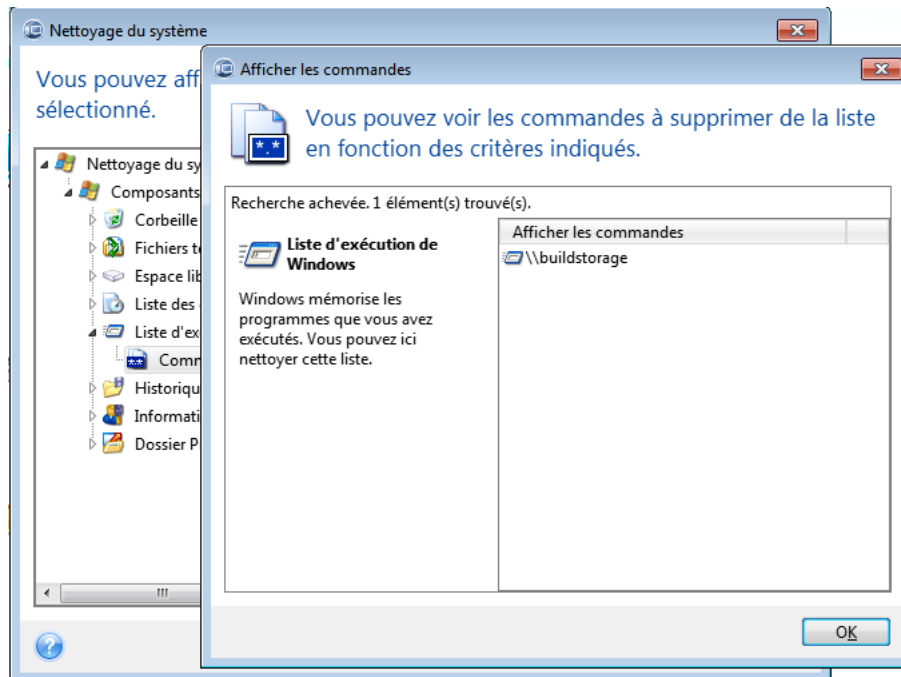 Nettoyage du système
Vous pouvez aff
sélectionné.
Nettoyage du sy
Composants
Corbeille
Fichiers te
Espace lib
Liste des
Liste d'ex
Comm
Historiqu
Informati
Dossier P
Afficher les commandes
Vous pouvez voir les commandes à supprimer de la liste
en fonction des critères indiqués.
*.*
Recherche achevée. 1 élément(s) trouvé(s).
Liste d'exécution de
Windows
Windows mémorise les
programmes que vous avez
exécutés. Vous pouvez ici
nettoyer cette liste.
Afficher les commandes
\\buildstorage
OK